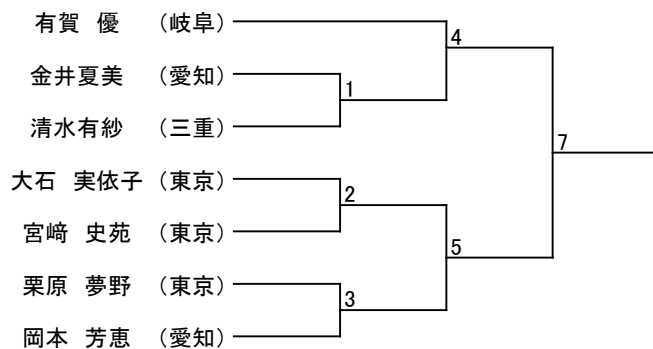 有賀 優 （岐阜）
4
金井夏美 （愛知）
1
清水有紗 （三重）
7
大石 実依子（東京）
2
宮﨑 史苑 （東京）
5
栗原 夢野 （東京）
3
岡本 芳恵 （愛知）